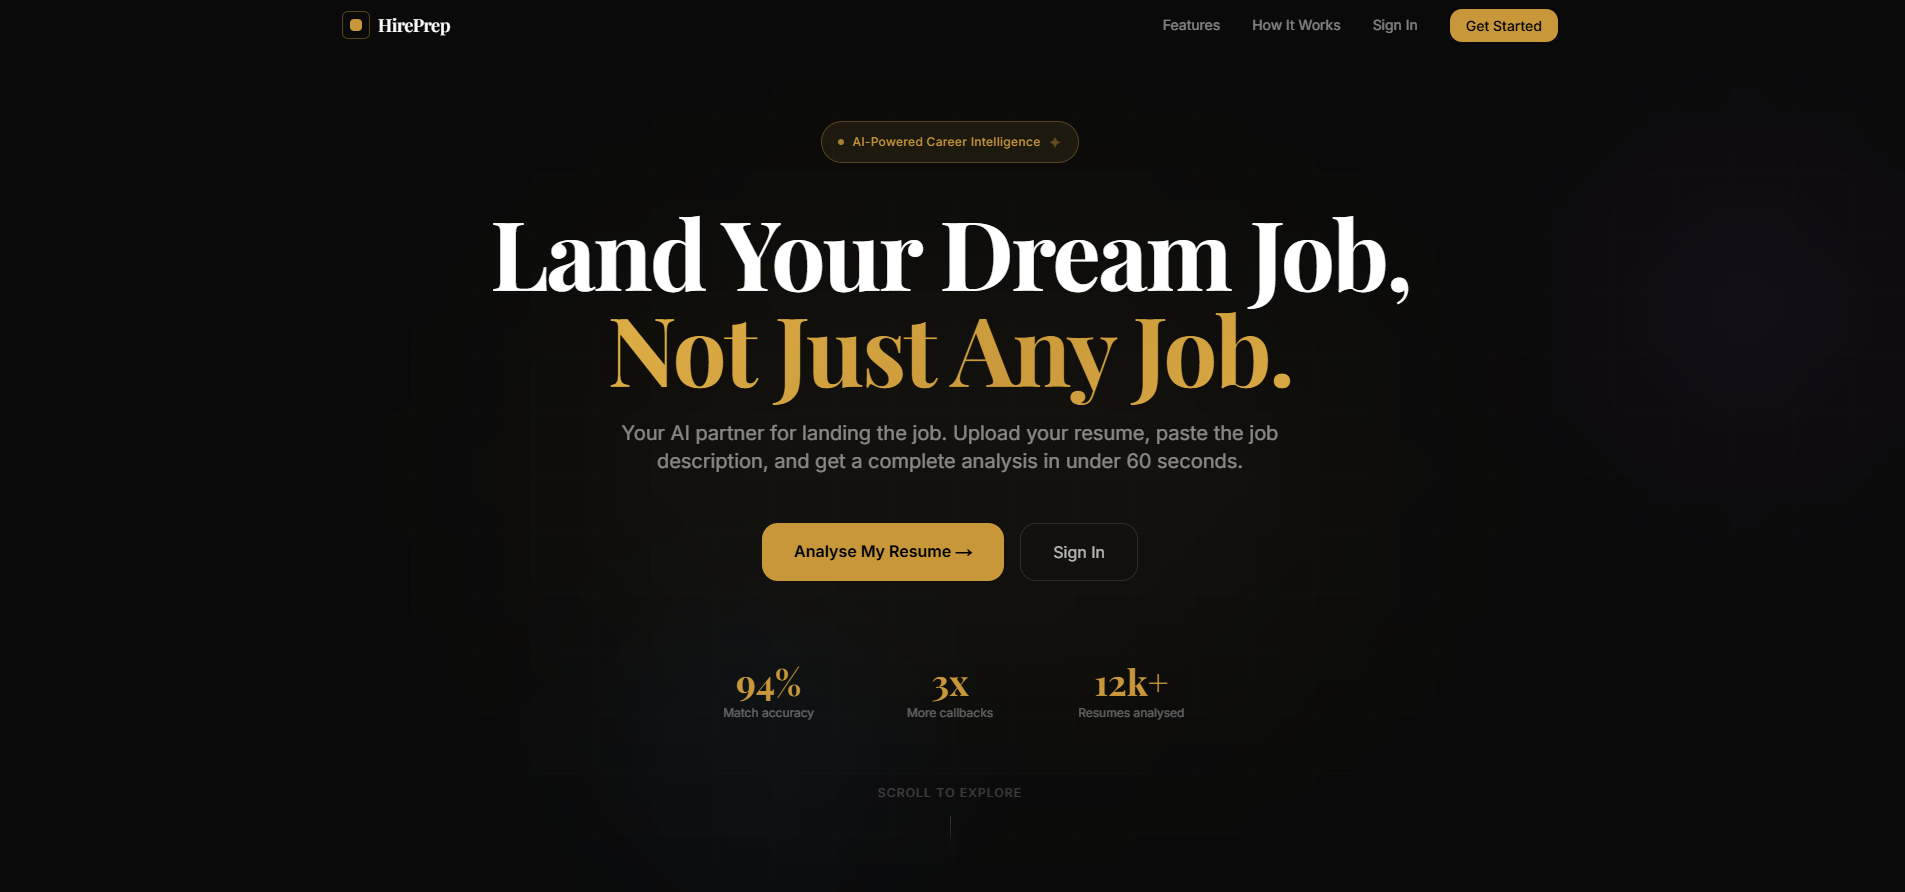 HirePrep
Features
How It Works
Sign In
Get Started
AI-Powered Career Intelligence
Land Your Dream Job,
Not Just Any Job.
Your AI partner for landing the job. Upload your resume, paste the job
description, and get a complete analysis in under 60 seconds.
Analyse My Resume →
Sign In
94%
Match accuracy
3x
More callbacks
12k+
Resumes analysed
SCROLL TO EXPLORE